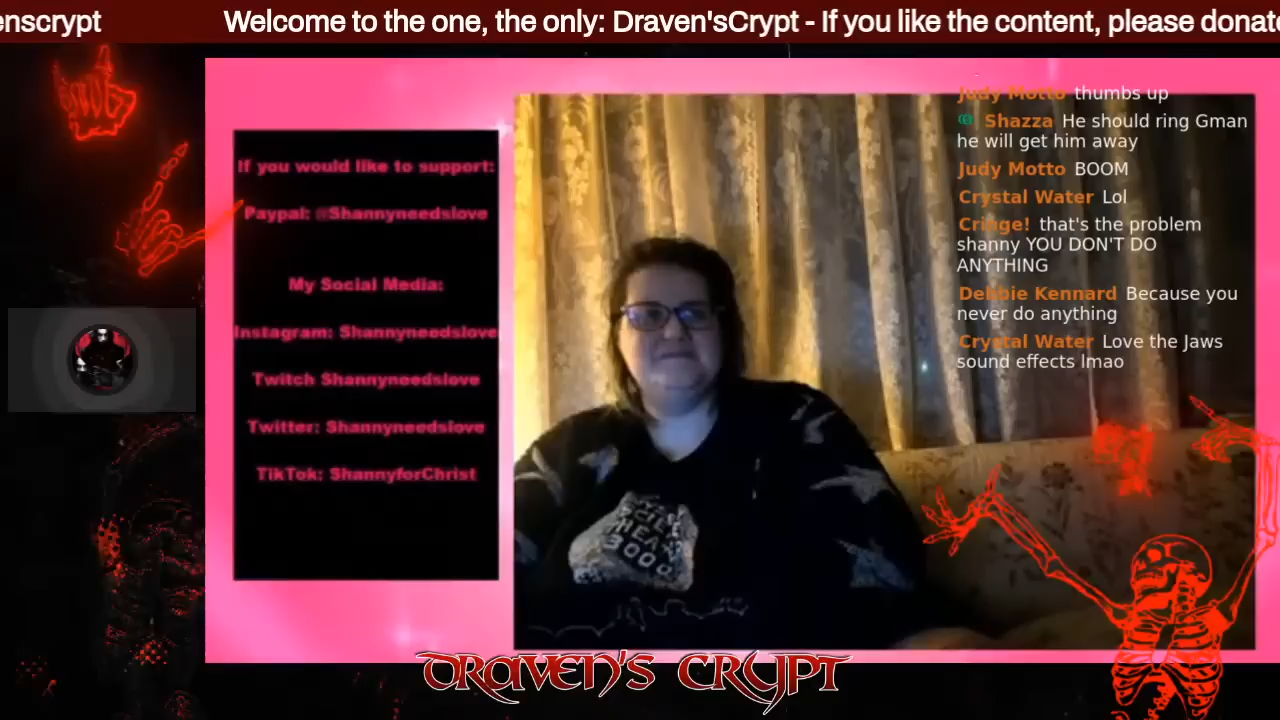 enscrypt
Welcome to the one, the only: Draven'sCrypt - If you like the content, please donate
If you would like to support:
Paypal: @Shannyneedslove
My Social Media:
Instagram: Shannyneedslove
Twitch Shannyneedslove
Twitter: Shannyneedslove
TikTok: ShannyforChrist
Judy Motto thumbs up
Shazza He should ring Gman
he will get him away
Judy Motto BOOM
Crystal Water Lol
Cringe! that's the problem
shanny YOU DON'T DO
ANYTHING
Debbie Kennard Because you
never do anything
Crystal Water Love the Jaws
sound effects lmao
3000
DRAVEN'S CRYPT